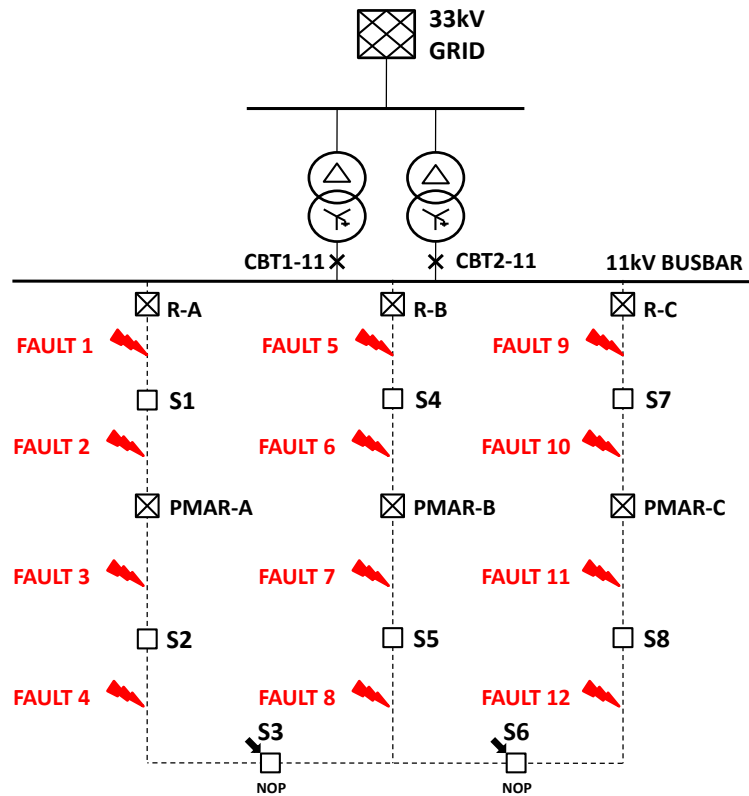 33kV
GRID
CBT1-11
CBT2-11
11kV BUSBAR
R-A
R-B
R-C
FAULT 1
FAULT 5
FAULT 9
S1
S4
S7
FAULT 2
FAULT 6
FAULT 10
PMAR-A
PMAR-B
PMAR-C
FAULT 3
FAULT 7
FAULT 11
S2
S5
S8
FAULT 4
FAULT 8
FAULT 12
S3
S6
NOP
NOP